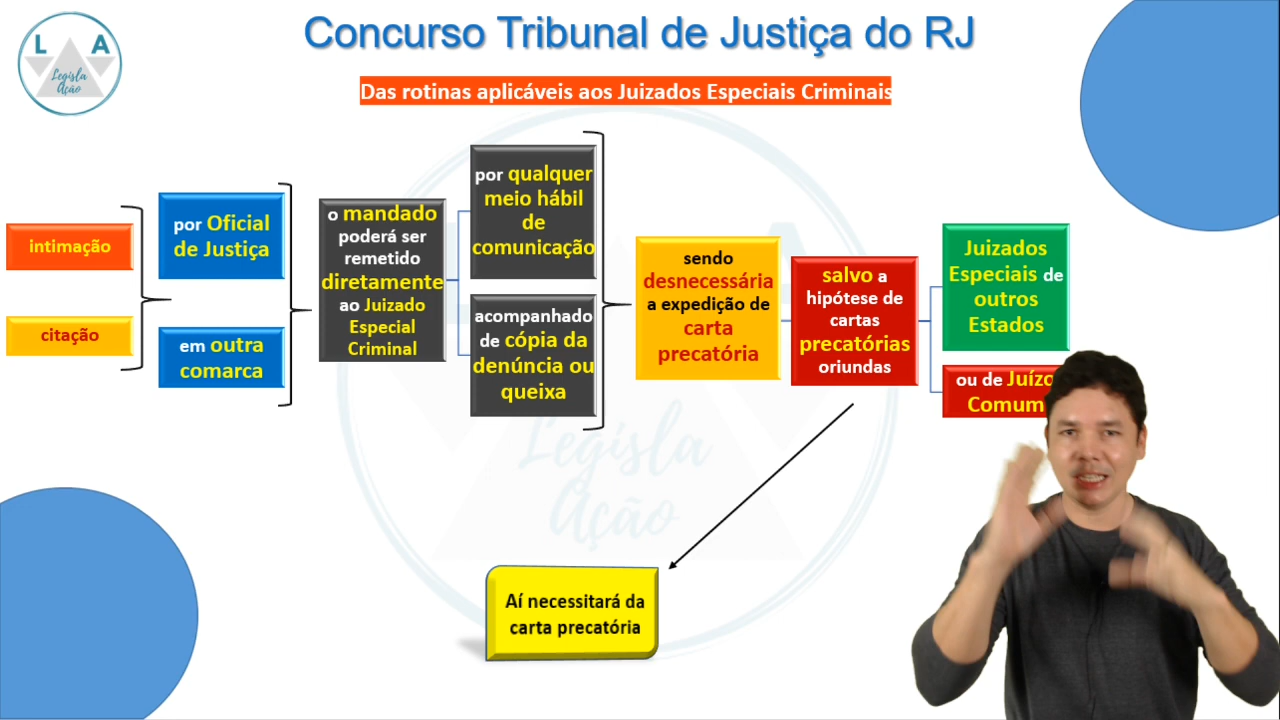 L A
Legisla
Ação
Concurso Tribunal de Justiça do RJ
Das rotinas aplicáveis aos Juizados Especiais Criminais
intimação
citação
por Oficial
de Justiça
em outra
comarca
o mandado
poderá ser
remetido
diretamente
ao Juizado
Especial
Criminal
por qualquer
meio hábil
de
comunicação
acompanhado
de cópia da
denúncia ou
queixa
sendo
desnecessária
a expedição de
carta
precatória
salvo a
hipótese de
cartas
precatórias
oriundas
Juizados
Especiais de
outros
Estados
ou de Juízo
Comum
Legisla
Ação
Aí necessitará da
carta precatória